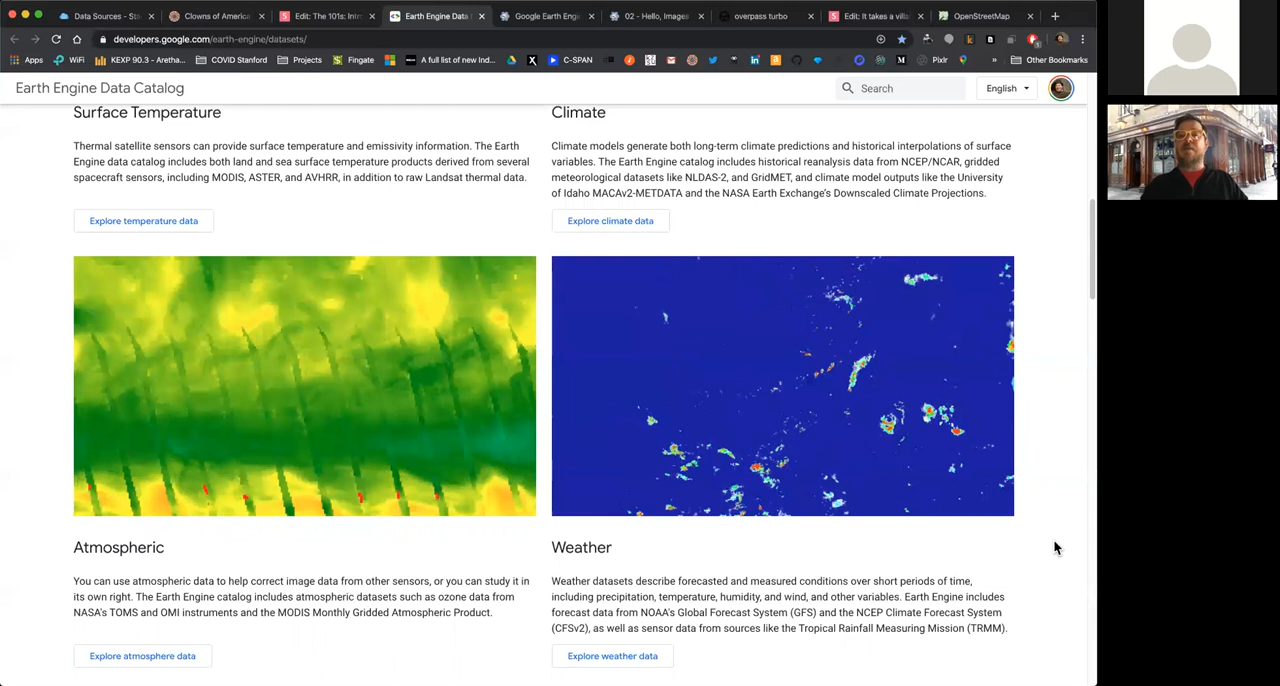 Data Sources - St
Clowns of America
Edit: The 101s: Intro
Earth Engine Data
Google Earth Engi
02 - Hello, Images
overpass turbo
Edit: It takes a villa
OpenStreetMap
developers.google.com/earth-engine/datasets/
Apps
WiFi
KEXP 90.3 - Aretha...
COVID Stanford
Projects
Fingate
A full list of new Ind...
C-SPAN
Pixlr
Other Bookmarks
Earth Engine Data Catalog
Search
English
Surface Temperature
Thermal satellite sensors can provide surface temperature and emissivity information. The Earth
Engine data catalog includes both land and sea surface temperature products derived from several
spacecraft sensors, including MODIS, ASTER, and AVHRR, in addition to raw Landsat thermal data.
Explore temperature data
Climate
Climate models generate both long-term climate predictions and historical interpolations of surface
variables. The Earth Engine catalog includes historical reanalysis data from NCEP/NCAR, gridded
meteorological datasets like NLDAS-2, and GridMET, and climate model outputs like the University
of Idaho MACAv2-METDATA and the NASA Earth Exchange's Downscaled Climate Projections.
Explore climate data
Atmospheric
You can use atmospheric data to help correct image data from other sensors, or you can study it in
its own right. The Earth Engine catalog includes atmospheric datasets such as ozone data from
NASA's TOMS and OMI instruments and the MODIS Monthly Gridded Atmospheric Product.
Explore atmosphere data
Weather
Weather datasets describe forecasted and measured conditions over short periods of time,
including precipitation, temperature, humidity, and wind, and other variables. Earth Engine includes
forecast data from NOAA's Global Forecast System (GFS) and the NCEP Climate Forecast System
(CFSv2), as well as sensor data from sources like the Tropical Rainfall Measuring Mission (TRMM).
Explore weather data